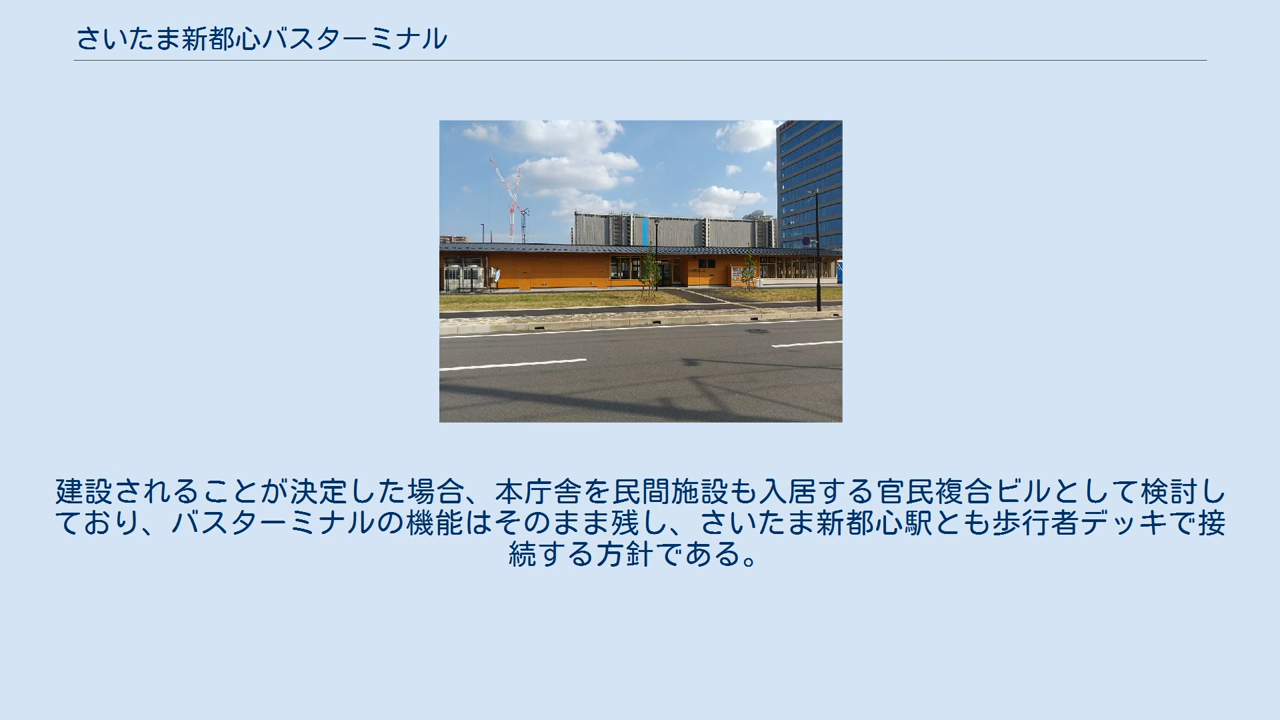 さいたま新都心バスターミナル
建設されることが決定した場合、本庁舎を民間施設も入居する官民複合ビルとして検討し
ており、バスターミナルの機能はそのまま残し、さいたま新都心駅とも歩行者デッキで接
続する方針である。